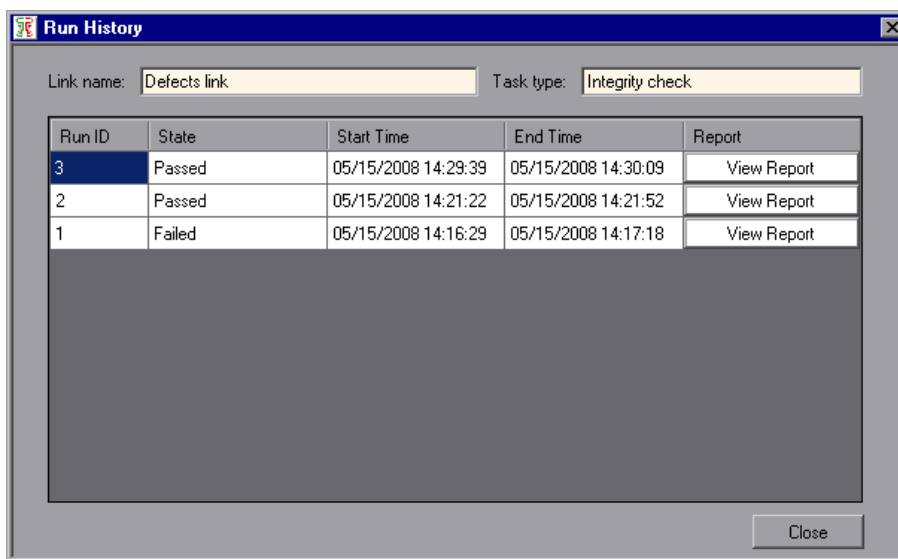 Run History
Link name: Defects link Task type: Integrity check
Run ID State Start Time End Time Report
3 Passed 05/15/2008 14:29:39 05/15/2008 14:30:09 View Report
2 Passed 05/15/2008 14:21:22 05/15/2008 14:21:52 View Report
1 Failed 05/15/2008 14:16:29 05/15/2008 14:17:18 View Report
Close